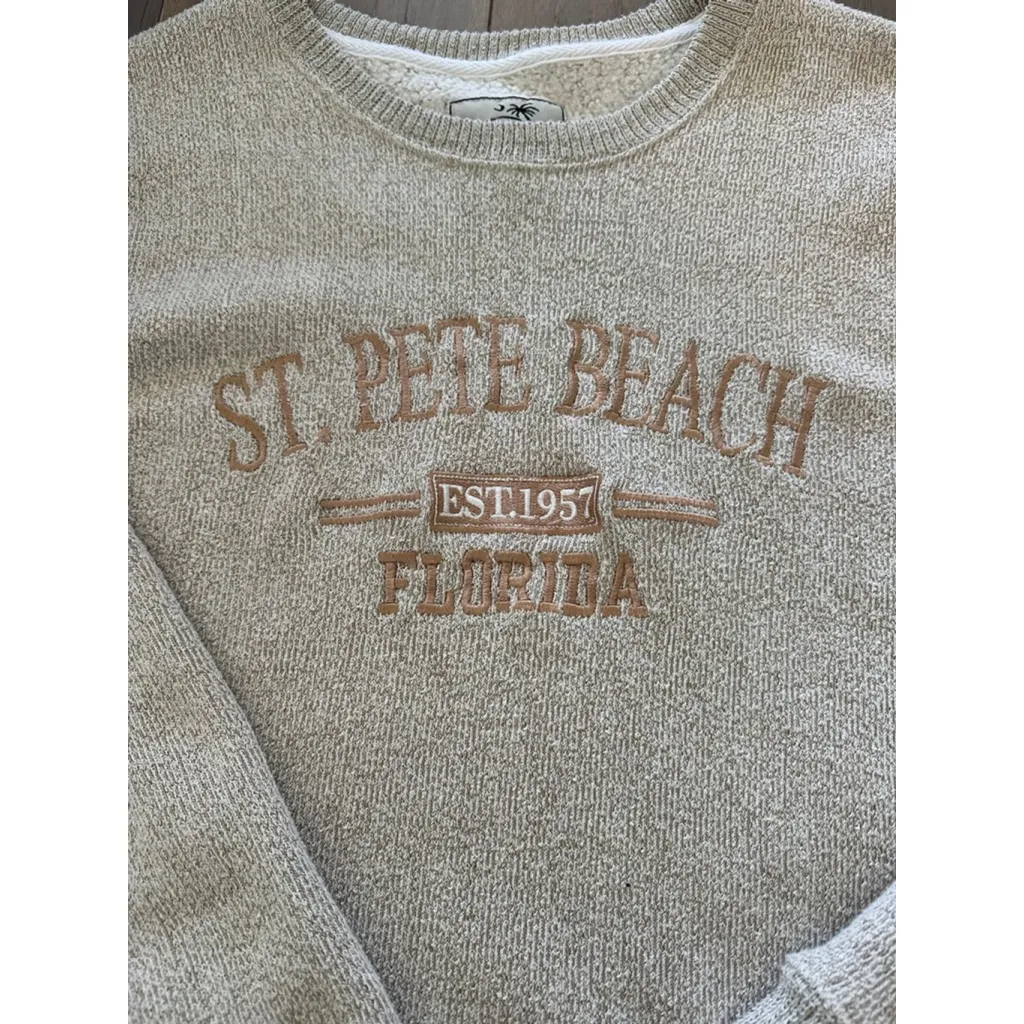 ST. PETE BEACH
EST.1957
FLORIDA